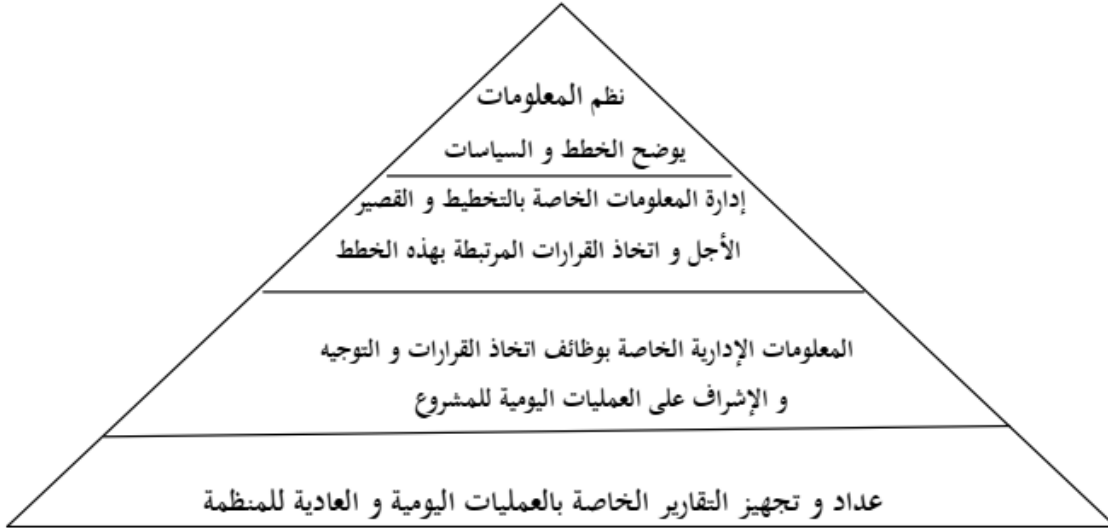 نظم المعلومات
يوضح الخطط و السياسات
إدارة المعلومات الخاصة بالتخطيط و القصير
الأجل و اتخاذ القرارات المرتبطة بهذه الخطط
المعلومات الإدارية الخاصة بوظائف اتخاذ القرارات و التوجيه
و الإشراف على العمليات اليومية للمشروع
عداد و تجهيز التقارير الخاصة بالعمليات اليومية و العادية للمنظمة